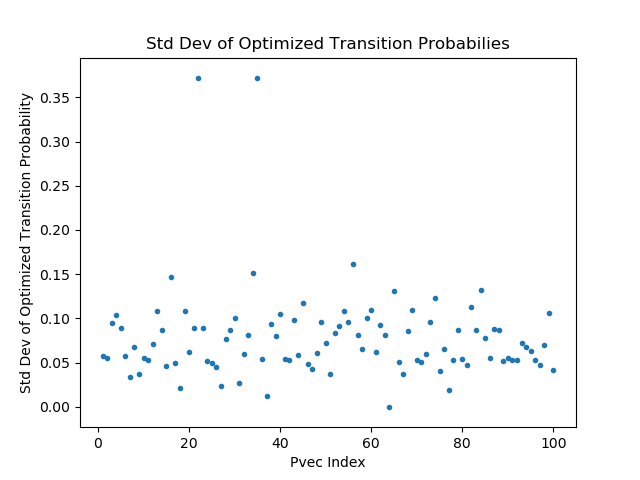 Std Dev of Optimized Transition Probabilies
Std Dev of Optimized Transition Probability
0.35
0.30
0.25
0.20
0.15
0.10
0.05
0.00
0 20 40 60 80 100
Pvec Index